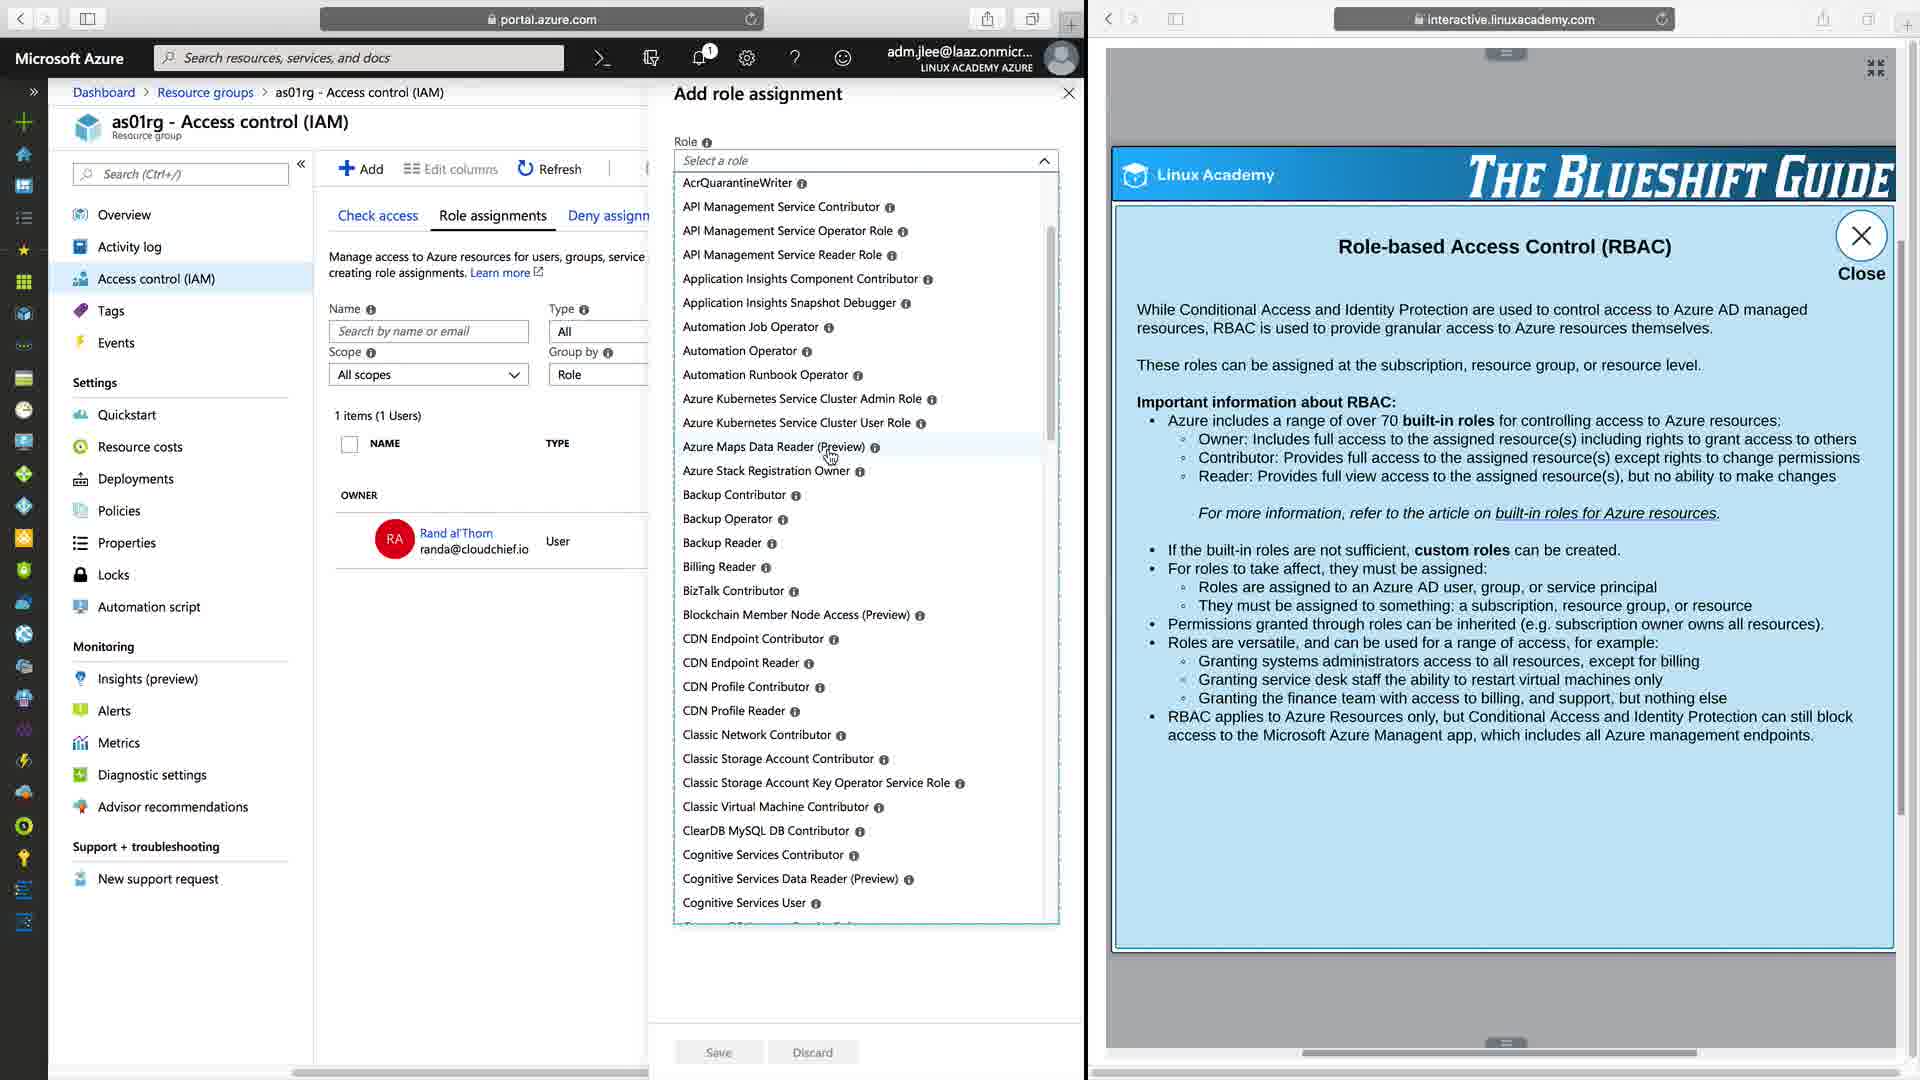 portal.azure.com
Microsoft Azure
Search resources, services, and docs
1
adm.jlee@laaz.onmicr...
LINUX ACADEMY AZURE
Dashboard > Resource groups > as01rg - Access control (IAM)
as01rg - Access control (IAM)
Resource group
Search (Ctrl+/)
Overview
Activity log
Access control (IAM)
Tags
Events
Settings
Quickstart
Resource costs
Deployments
Policies
Properties
Locks
Automation script
Monitoring
Insights (preview)
Alerts
Metrics
Diagnostic settings
Advisor recommendations
Support + troubleshooting
New support request
Add
Edit columns
Refresh
Check access
Role assignments
Deny assignn
Manage access to Azure resources for users, groups, service
creating role assignments. Learn more
Name
Type
Search by name or email
All
Scope
Group by
All scopes
Role
1 items (1 Users)
NAME
TYPE
OWNER
RA
Rand al'Thorn
randa@cloudchief.io
User
Add role assignment
Role
Select a role
AcrQuarantineWriter
API Management Service Contributor
API Management Service Operator Role
API Management Service Reader Role
Application Insights Component Contributor
Application Insights Snapshot Debugger
Automation Job Operator
Automation Operator
Automation Runbook Operator
Azure Kubernetes Service Cluster Admin Role
Azure Kubernetes Service Cluster User Role
Azure Maps Data Reader (Preview)
Azure Stack Registration Owner
Backup Contributor
Backup Operator
Backup Reader
Billing Reader
BizTalk Contributor
Blockchain Member Node Access (Preview)
CDN Endpoint Contributor
CDN Endpoint Reader
CDN Profile Contributor
CDN Profile Reader
Classic Network Contributor
Classic Storage Account Contributor
Classic Storage Account Key Operator Service Role
Classic Virtual Machine Contributor
ClearDB MySQL DB Contributor
Cognitive Services Contributor
Cognitive Services Data Reader (Preview)
Cognitive Services User
Save
Discard
interactive.linuxacademy.com
Linux Academy
THE BLUESHIFT GUIDE
Role-based Access Control (RBAC)
Close
While Conditional Access and Identity Protection are used to control access to Azure AD managed
resources, RBAC is used to provide granular access to Azure resources themselves.
These roles can be assigned at the subscription, resource group, or resource level.
Important information about RBAC:
• Azure includes a range of over 70 built-in roles for controlling access to Azure resources:
◦ Owner: Includes full access to the assigned resource(s) including rights to grant access to others
◦ Contributor: Provides full access to the assigned resource(s) except rights to change permissions
◦ Reader: Provides full view access to the assigned resource(s), but no ability to make changes
For more information, refer to the article on built-in roles for Azure resources.
• If the built-in roles are not sufficient, custom roles can be created.
• For roles to take affect, they must be assigned:
◦ Roles are assigned to an Azure AD user, group, or service principal
◦ They must be assigned to something: a subscription, resource group, or resource
• Permissions granted through roles can be inherited (e.g. subscription owner owns all resources).
• Roles are versatile, and can be used for a range of access, for example:
◦ Granting systems administrators access to all resources, except for billing
◦ Granting service desk staff the ability to restart virtual machines only
◦ Granting the finance team with access to billing, and support, but nothing else
• RBAC applies to Azure Resources only, but Conditional Access and Identity Protection can still block
access to the Microsoft Azure Managent app, which includes all Azure management endpoints.